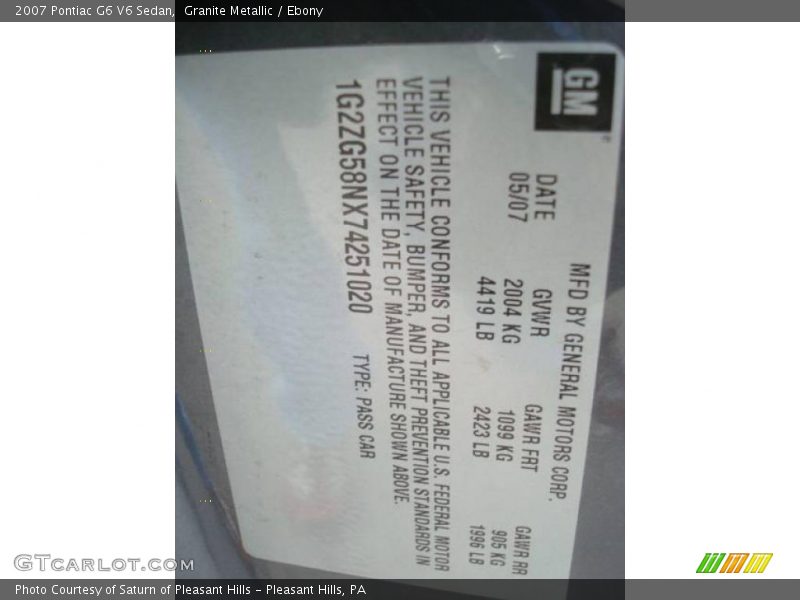 2007 Pontiac G6 V6 Sedan, Granite Metallic / Ebony
GM
MFD BY GENERAL MOTORS CORP.
DATE GVWR GAWR FRT GAWR RR
05/07 2004 KG 1099 KG 905 KG
4419 LB 2423 LB 1996 LB
THIS VEHICLE CONFORMS TO ALL APPLICABLE U.S. FEDERAL MOTOR
VEHICLE SAFETY, BUMPER, AND THEFT PREVENTION STANDARDS IN
EFFECT ON THE DATE OF MANUFACTURE SHOWN ABOVE.
1G2ZG58NX74251020 TYPE: PASS CAR
GTCarLot.com
Photo Courtesy of Saturn of Pleasant Hills - Pleasant Hills, PA